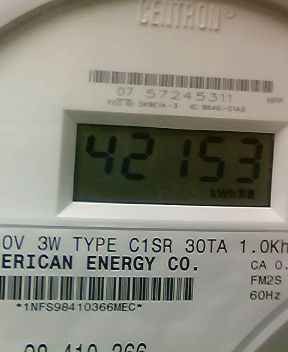 CENTRON®
07 57245311
42153
kWh
0V 3W TYPE C1SR 30TA 1.0Kh
ERICAN ENERGY CO.
CA 0.
FM2S
60Hz
*1NFS98410366MEC*
98 410 366